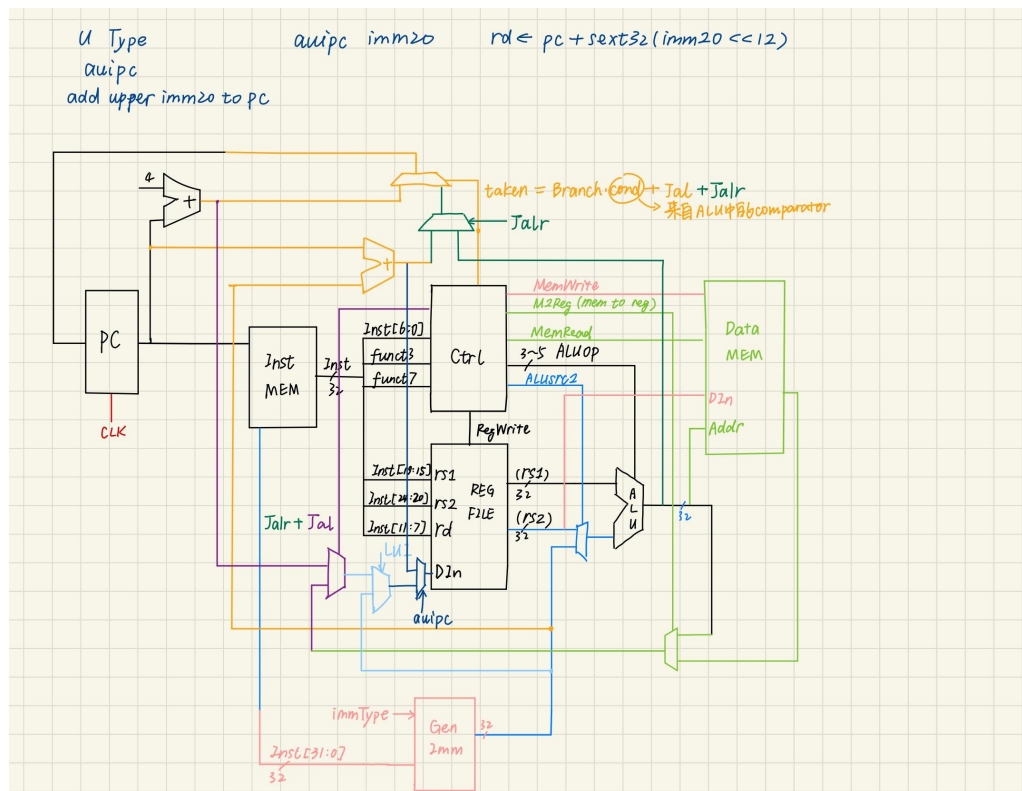 U Type
auipc imm20
rd ← pc + sext32(imm20 <<12)
auipc
add upper imm20 to pc
4
+
taken = Branch·cond + Jal + Jalr
来自ALU中的comparator
Jalr
+
MemWrite
M2Reg (mem to reg)
MemRead
3~5 ALUop
ALUsrc2
Inst[6:0]
funct3
funct7
Ctrl
PC
CLK
Inst
MEM
Inst
32
Data
MEM
DIn
Addr
RegWrite
Inst[19:15]
rs1
Inst[24:20]
rs2
Inst[11:7]
rd
REG
FILE
DIn
(rs1)
32
(rs2)
32
ALU
32
Jalr + Jal
LUI
auipc
immType
Gen
Imm
32
Inst[31:0]
32